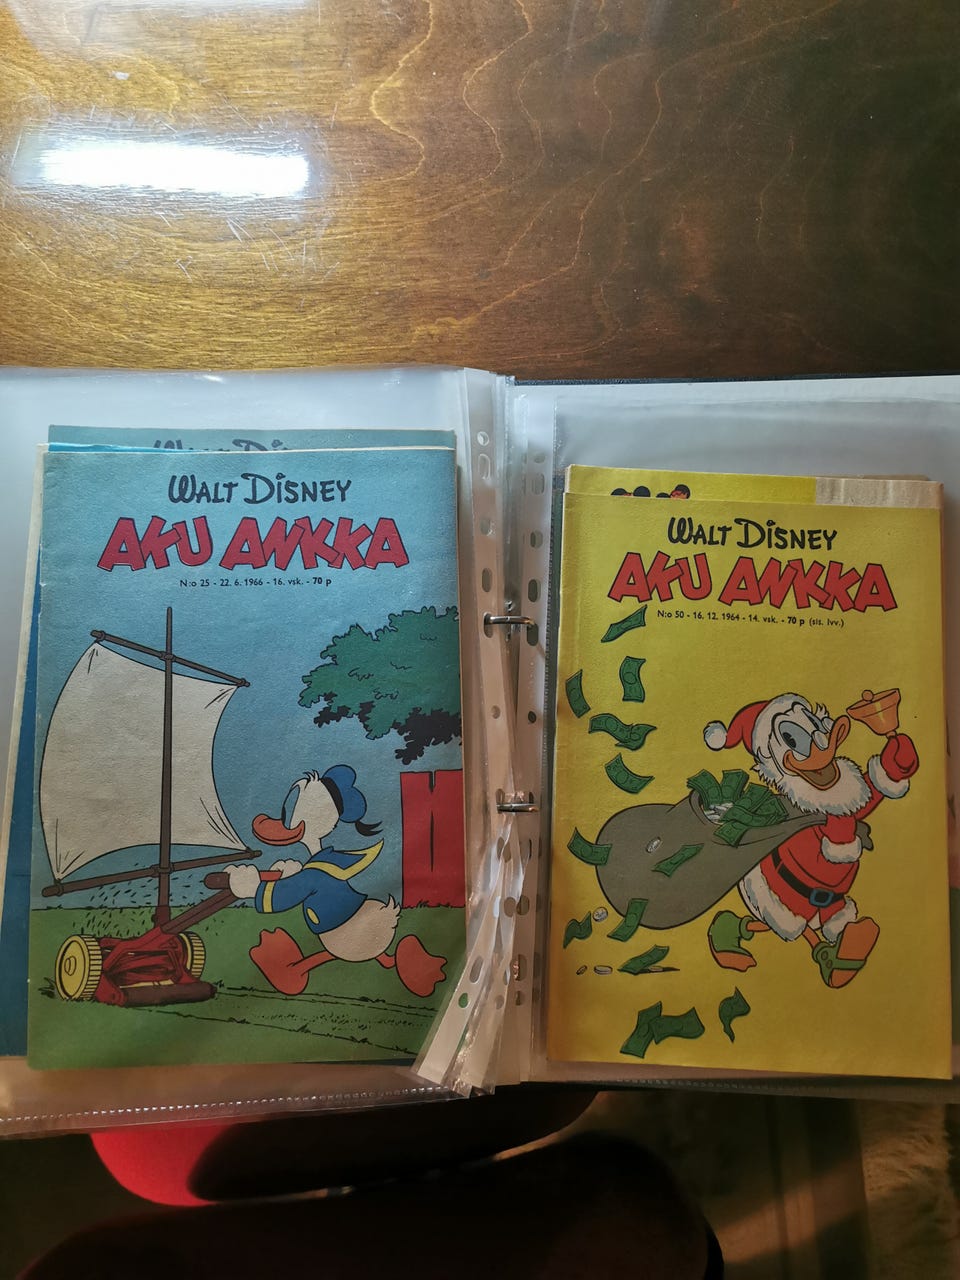 WALT DISNEY
AKU ANKKA
N:o 25 - 22. 6. 1966 - 16. vsk. - 70 p
WALT DISNEY
AKU ANKKA
N:o 50 - 16. 12. 1964 - 14. vsk. - 70 p (sis. lvv.)